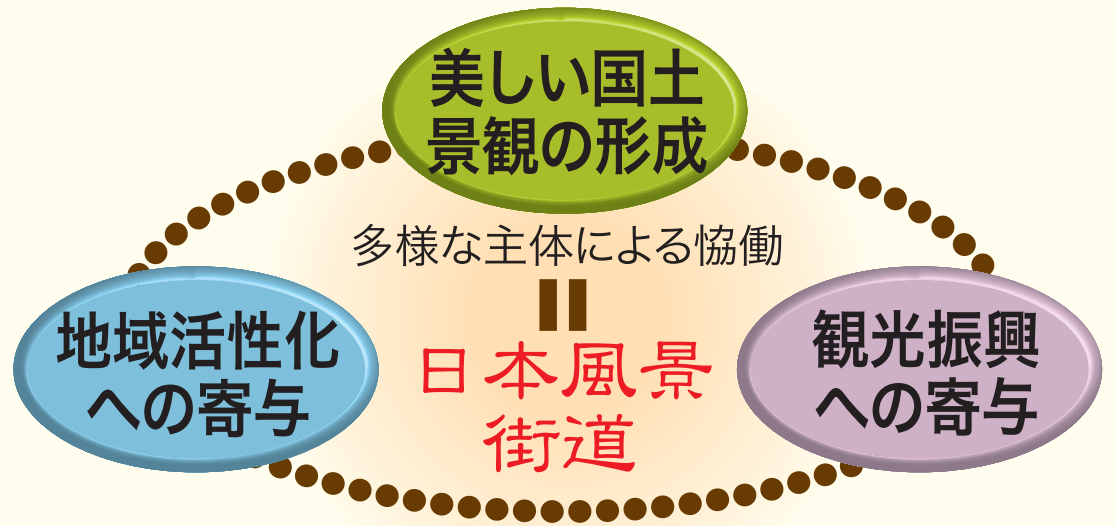 美しい国土
景観の形成
多様な主体による恊働
地域活性化
への寄与
日本風景
街道
観光振興
への寄与